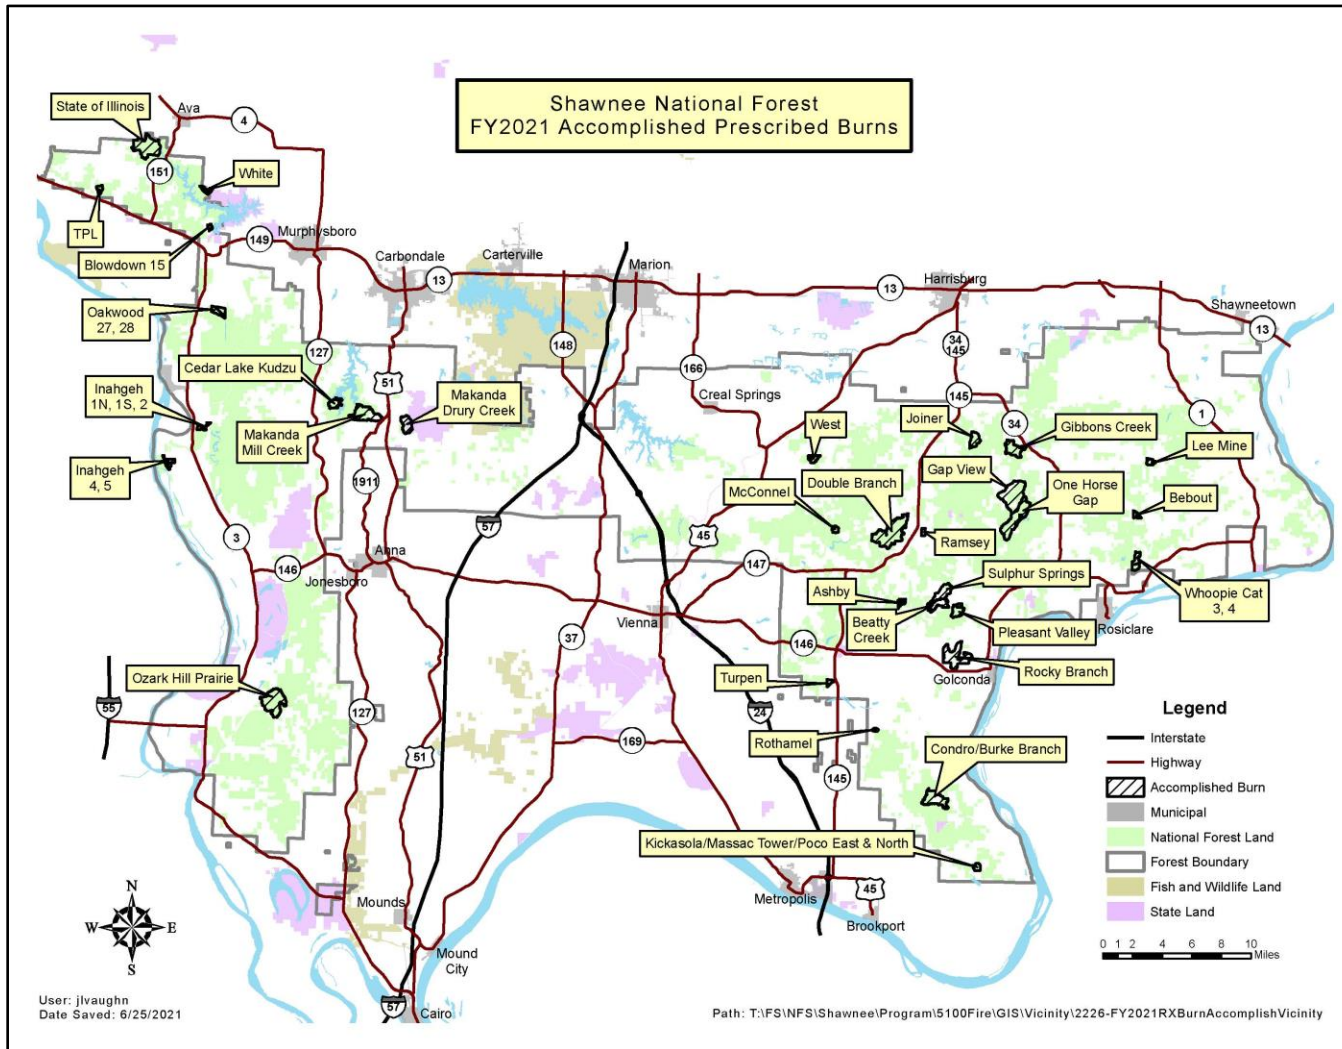 Shawnee National Forest
FY2021 Accomplished Prescribed Burns
State of Illinois
Ava
4
151
White
TPL
Blowdown 15
149
Murphysboro
Carbondale
13
Carterville
Marion
13
Harrisburg
Shawneetown
13
Oakwood
27, 28
127
Cedar Lake Kudzu
51
148
166
34
145
Creal Springs
145
Inahgeh
1N, 1S, 2
Makanda
Mill Creek
Makanda
Drury Creek
West
Joiner
34
Gibbons Creek
1
Lee Mine
Inahgeh
4, 5
1911
McConnel
Double Branch
Gap View
One Horse
Gap
Bebout
57
45
Ramsey
3
146
Jonesboro
Anna
147
Sulphur Springs
Ashby
Beatty
Creek
Pleasant Valley
Whoopie Cat
3, 4
Rosiclare
Vienna
37
146
Rocky Branch
Golconda
Turpen
Ozark Hill Prairie
55
127
51
169
24
Rothamel
145
Condro/Burke Branch
Kickasola/Massac Tower/Poco East & North
Metropolis
45
Brookport
Mounds
Mound
City
57
Cairo
Legend
Interstate
Highway
Accomplished Burn
Municipal
National Forest Land
Forest Boundary
Fish and Wildlife Land
State Land
0 1 2 4 6 8 10
Miles
N
W E
S
User: jlvaughn
Date Saved: 6/25/2021
Path: T:\FS\NFS\Shawnee\Program\5100Fire\GIS\Vicinity\2226-FY2021RXBurnAccomplishVicinity